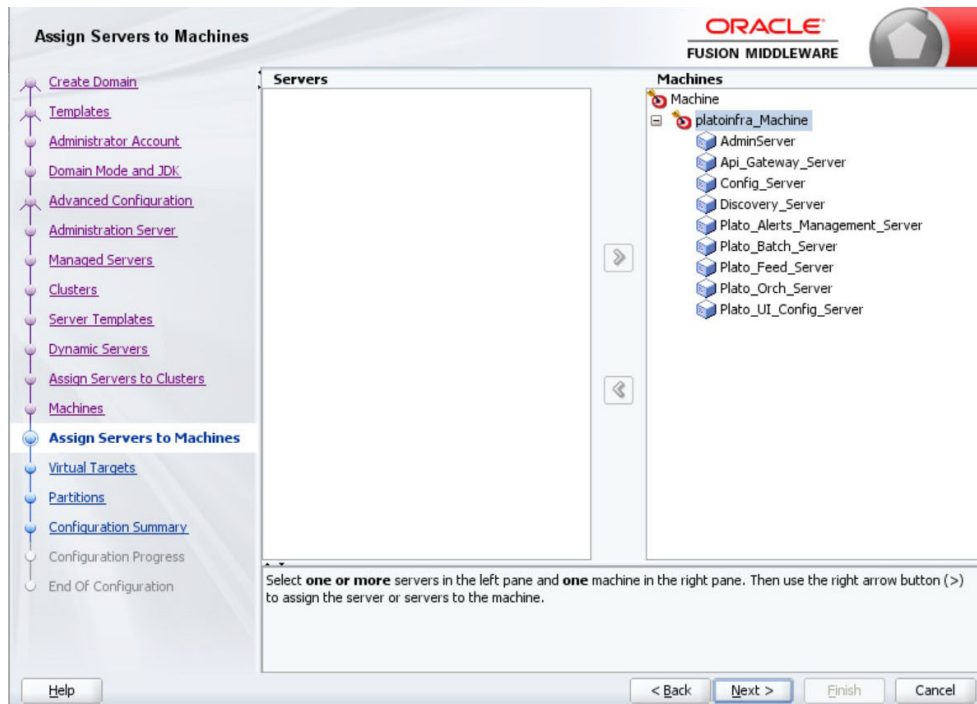 Assign Servers to Machines
ORACLE
FUSION MIDDLEWARE
Create Domain
Templates
Administrator Account
Domain Mode and JDK
Advanced Configuration
Administration Server
Managed Servers
Clusters
Server Templates
Dynamic Servers
Assign Servers to Clusters
Machines
Assign Servers to Machines
Virtual Targets
Partitions
Configuration Summary
Configuration Progress
End Of Configuration
Servers
Machines
Machine
platoinfra_Machine
AdminServer
Api_Gateway_Server
Config_Server
Discovery_Server
Plato_Alerts_Management_Server
Plato_Batch_Server
Plato_Feed_Server
Plato_Orch_Server
Plato_UI_Config_Server
Select one or more servers in the left pane and one machine in the right pane. Then use the right arrow button (>)
to assign the server or servers to the machine.
Help
< Back
Next >
Finish
Cancel